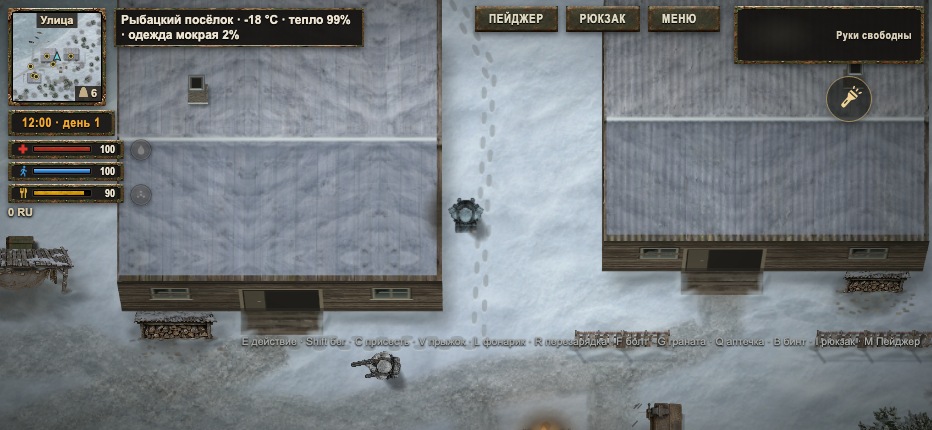 Улица
Рыбацкий посёлок · -18 °C · тепло 99%
· одежда мокрая 2%
ПЕЙДЖЕР
РЮКЗАК
МЕНЮ
Руки свободны
6
12:00 · день 1
100
100
90
0 RU
E действие · Shift бег · C присесть · V прыжок · L фонарик · R перезарядка · F болт · G граната · Q аптечка · B бинт · I рюкзак · M Пейджер